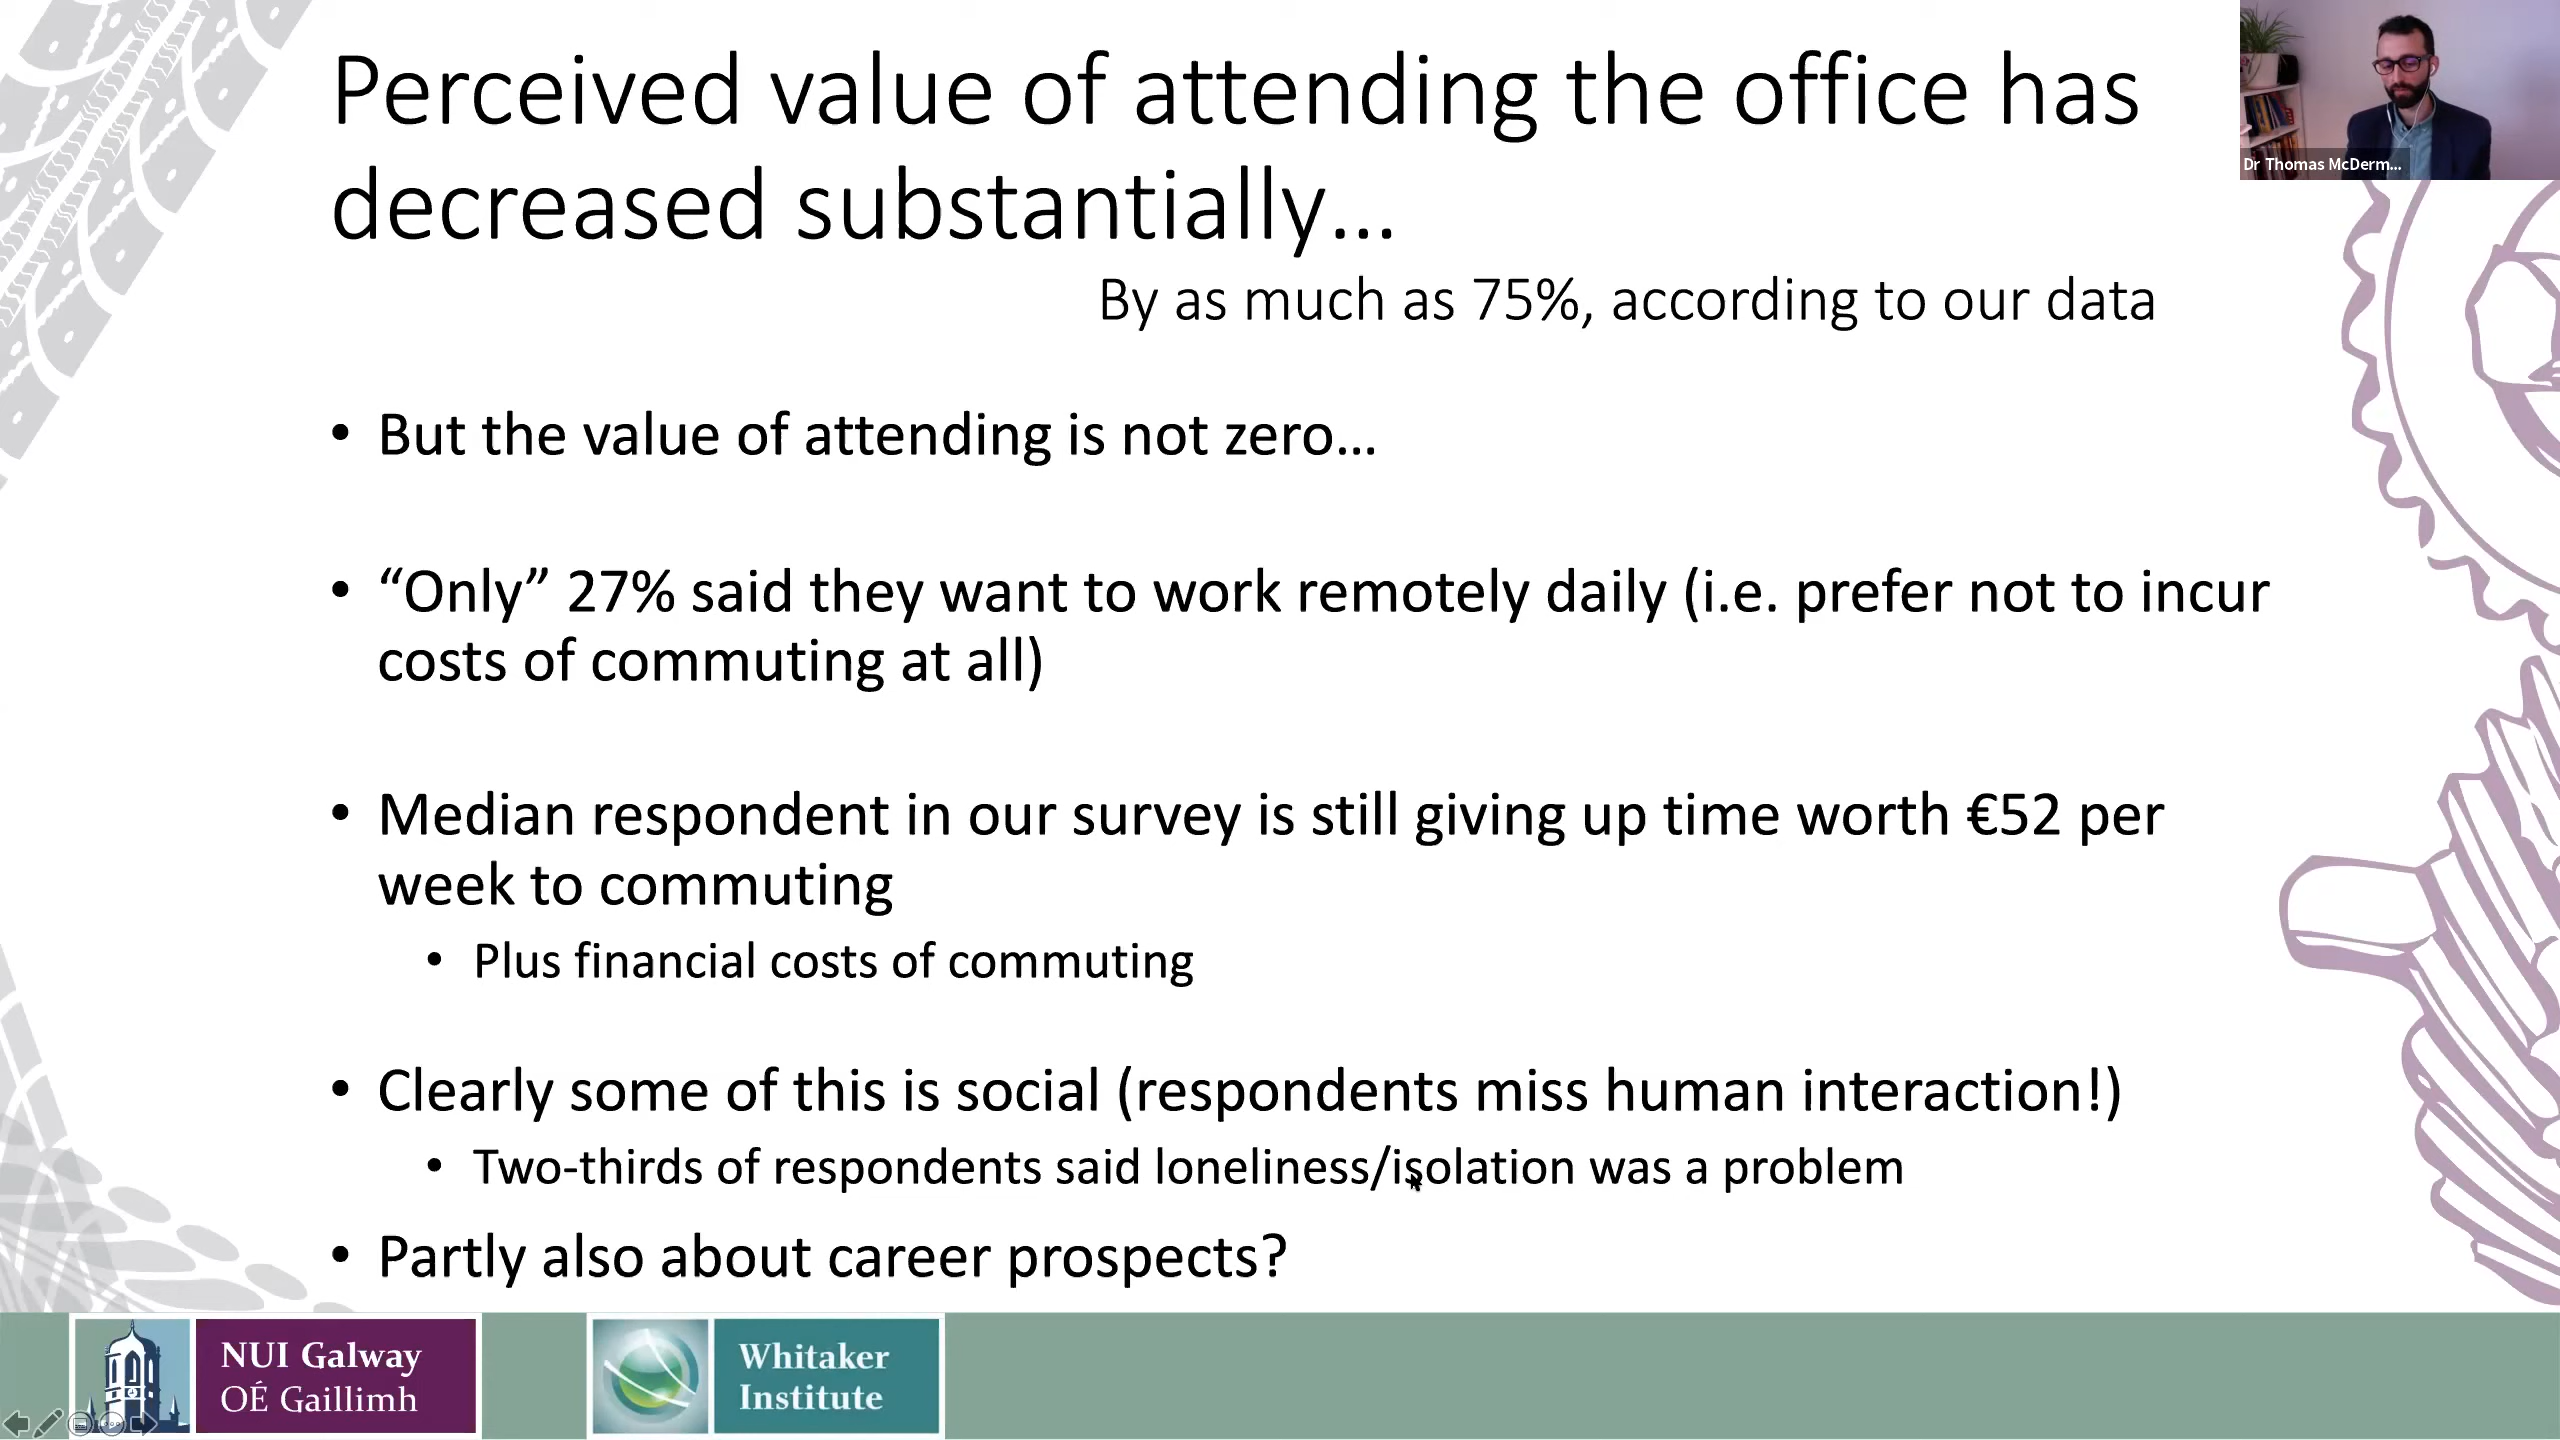 Perceived value of attending the office has
decreased substantially...
By as much as 75%, according to our data
Dr Thomas McDerm...
• But the value of attending is not zero...
• “Only” 27% said they want to work remotely daily (i.e. prefer not to incur
costs of commuting at all)
• Median respondent in our survey is still giving up time worth €52 per
week to commuting
• Plus financial costs of commuting
• Clearly some of this is social (respondents miss human interaction!)
• Two-thirds of respondents said loneliness/isolation was a problem
• Partly also about career prospects?
NUI Galway
OÉ Gaillimh
Whitaker
Institute